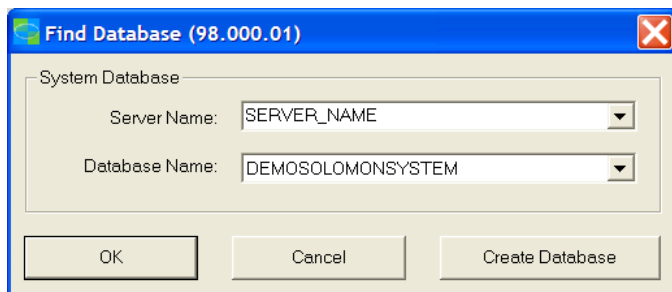 Find Database (98.000.01)
System Database
Server Name: SERVER_NAME
Database Name: DEMOSOLOMONSYSTEM
OK Cancel Create Database